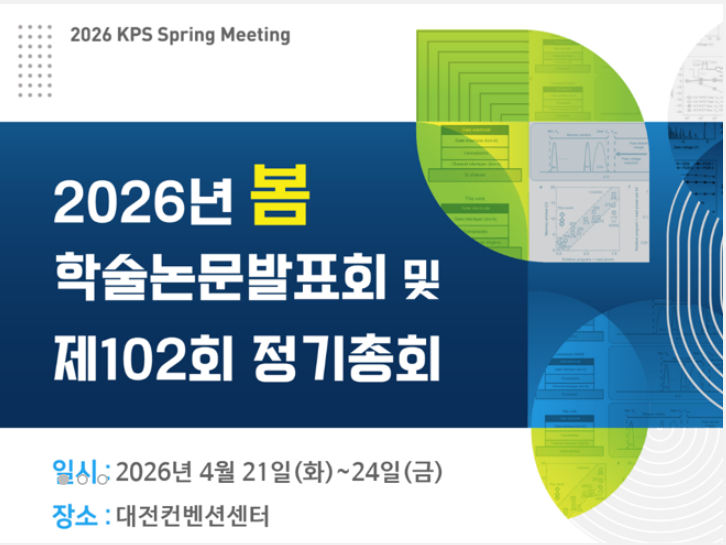 2026 KPS Spring Meeting
2026년 봄
학술논문발표회 및
제102회 정기총회
일시 : 2026년 4월 21일(화)~24일(금)
장소 : 대전컨벤션센터